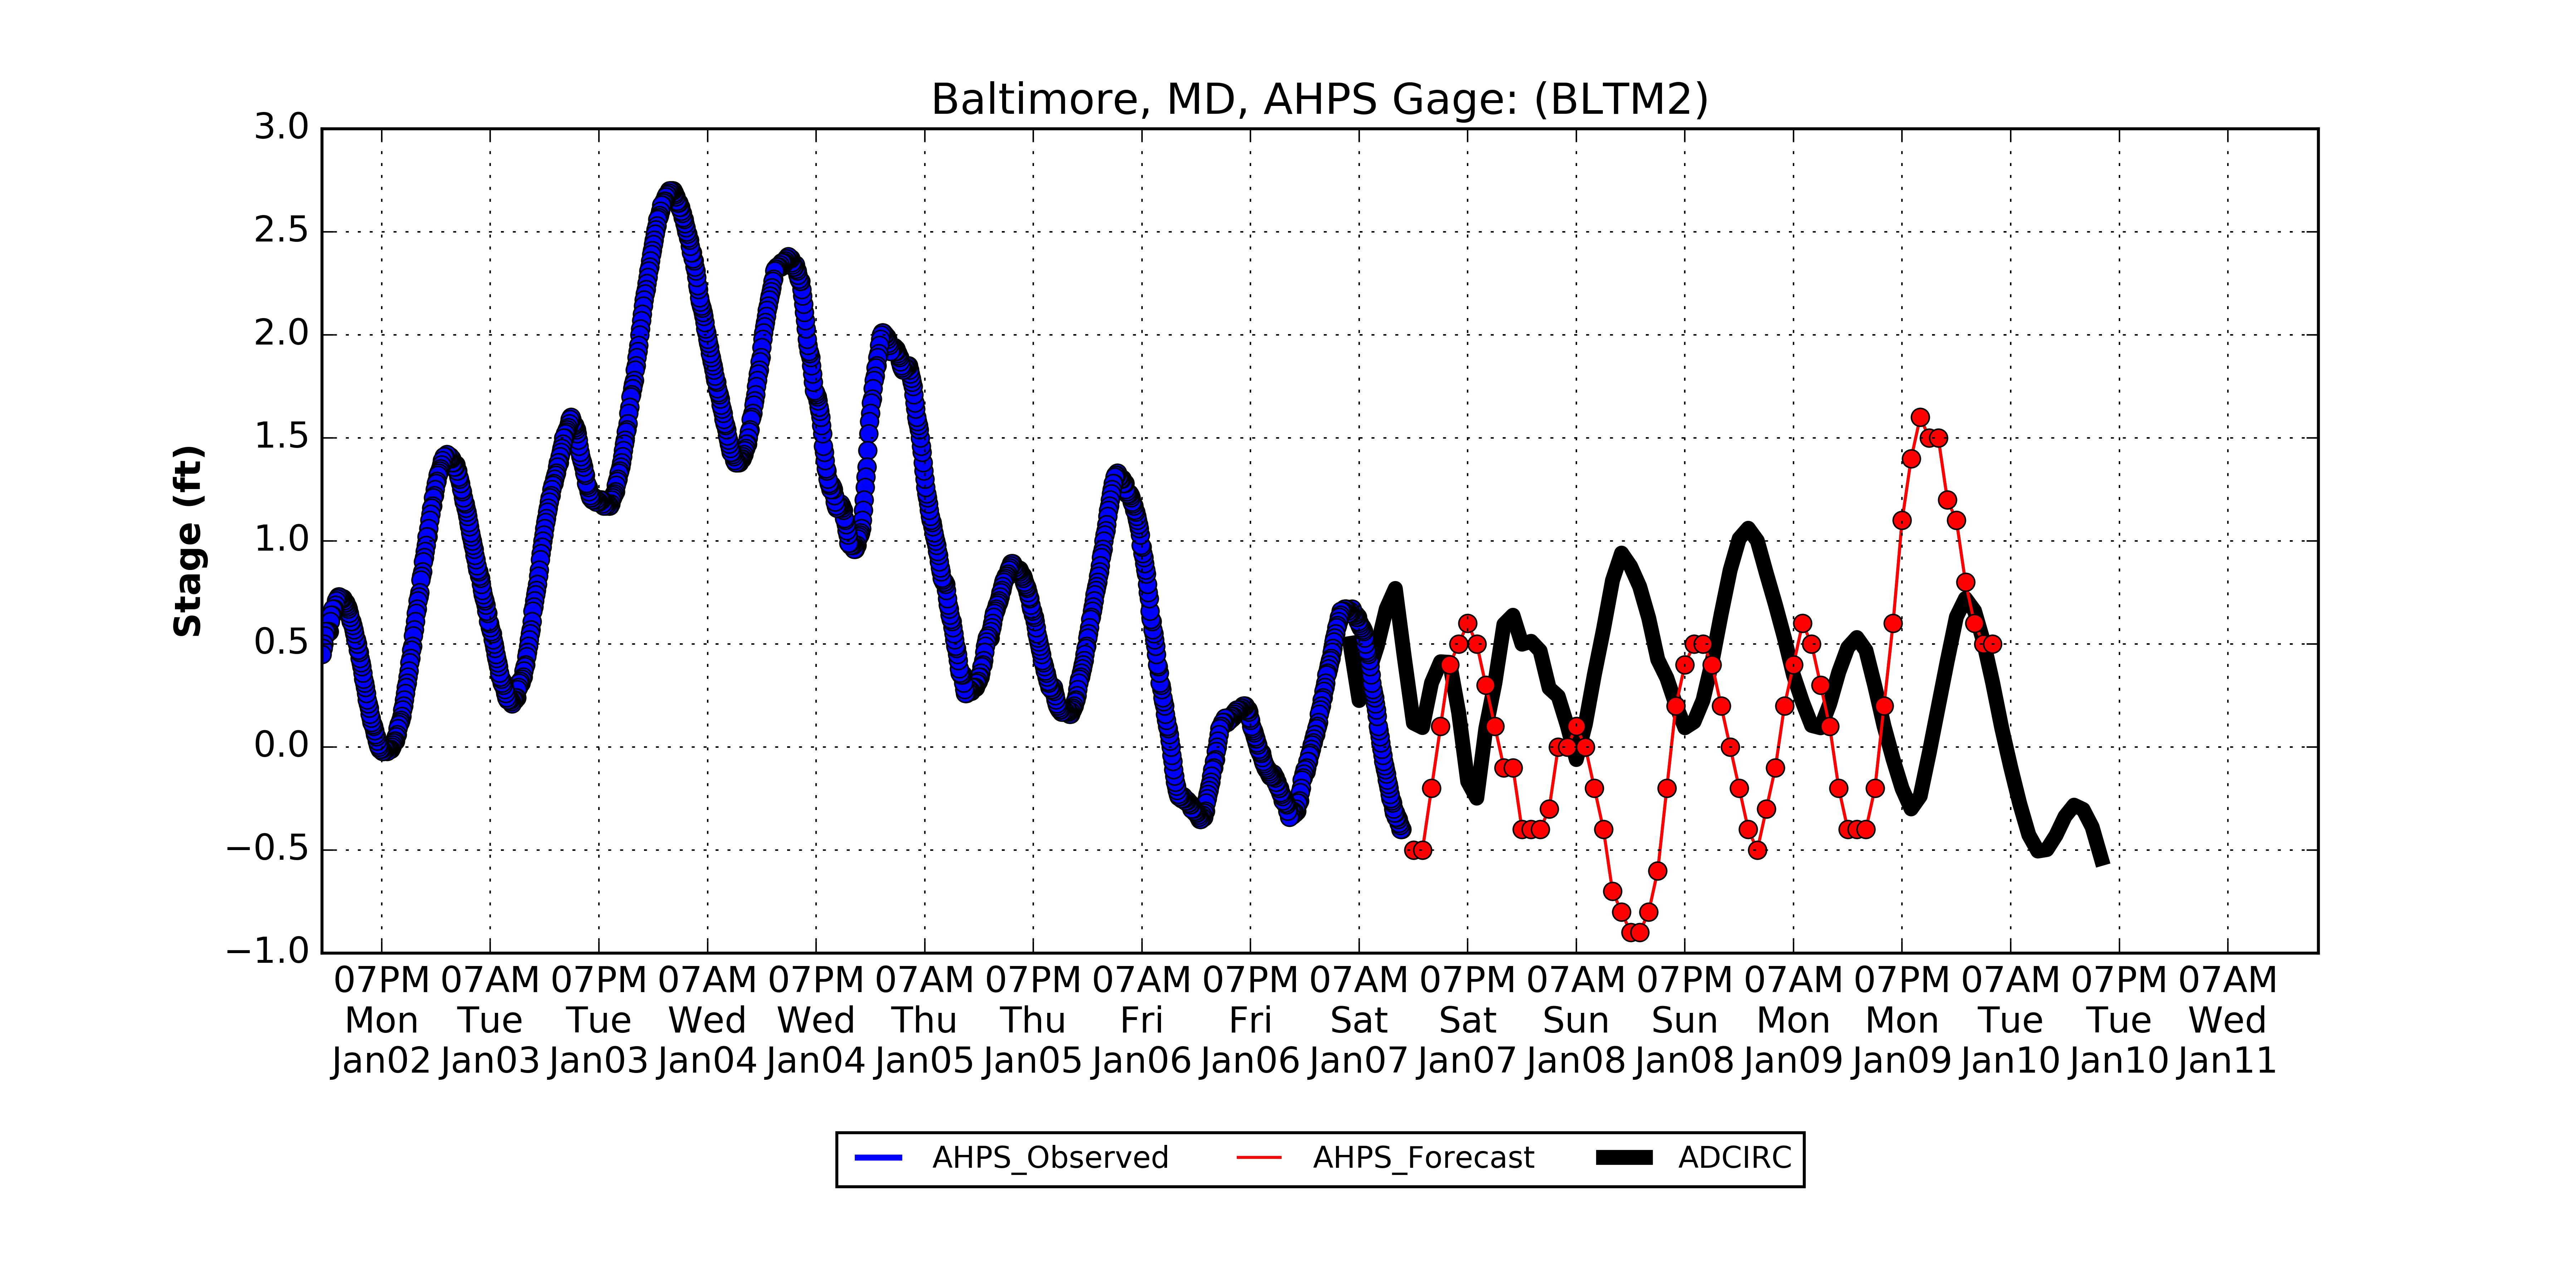 Baltimore, MD, AHPS Gage: (BLTM2)
3.0
2.5
2.0
1.5
1.0
0.5
0.0
−0.5
−1.0
Stage (ft)
07PM 07AM 07PM 07AM 07PM 07AM 07PM 07AM 07PM 07AM 07PM 07AM 07PM 07AM 07PM 07AM 07PM 07AM
Mon Tue Tue Wed Wed Thu Thu Fri Fri Sat Sat Sun Sun Mon Mon Tue Tue Wed
Jan02 Jan03 Jan03 Jan04 Jan04 Jan05 Jan05 Jan06 Jan06 Jan07 Jan07 Jan08 Jan08 Jan09 Jan09 Jan10 Jan10 Jan11
AHPS_Observed AHPS_Forecast ADCIRC